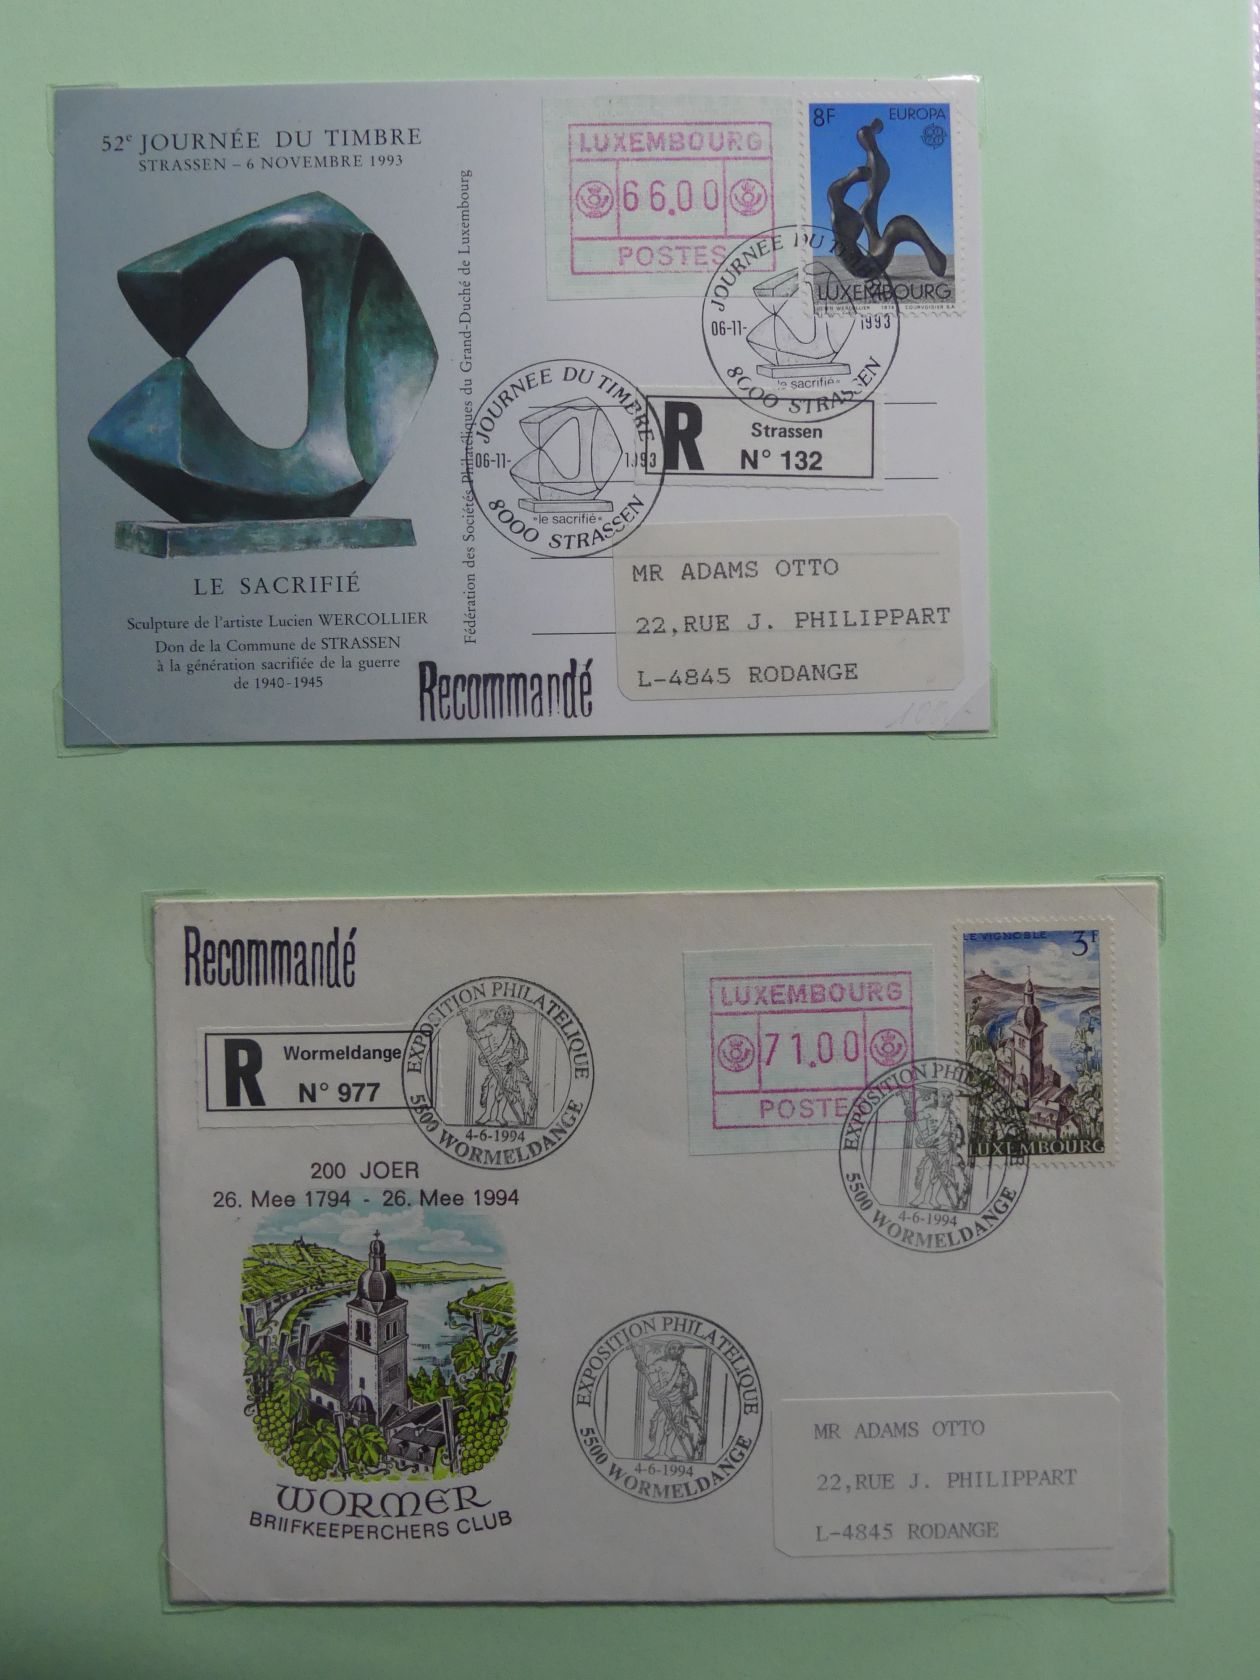 52e JOURNÉE DU TIMBRE
STRASSEN – 6 NOVEMBRE 1993
LE SACRIFIÉ
Sculpture de l'artiste Lucien WERCOLLIER
Don de la Commune de STRASSEN
à la génération sacrifiée de la guerre
de 1940-1945
Fédération des Sociétés Philatéliques du Grand-Duché de Luxembourg
LUXEMBOURG
66.00
POSTES
8F EUROPA
LUXEMBOURG
JOURNEE DU TIMBRE
06-11- 1993
"le sacrifié"
8000 STRASSEN
JOURNEE DU TIMBRE
06-11- 1993
"le sacrifié"
8000 STRASSEN
R Strassen
N° 132
MR ADAMS OTTO
22,RUE J. PHILIPPART
L-4845 RODANGE
Recommandé
Recommandé
R Wormeldange
N° 977
EXPOSITION PHILATELIQUE
4-6-1994
5500 WORMELDANGE
LUXEMBOURG
71.00
POSTES
LE VIGNOBLE 3F
LUXEMBOURG
EXPOSITION PHILATELIQUE
4-6-1994
5500 WORMELDANGE
200 JOER
26. Mee 1794 - 26. Mee 1994
WORMER
BRIIFKEEPERCHERS CLUB
EXPOSITION PHILATELIQUE
4-6-1994
5500 WORMELDANGE
MR ADAMS OTTO
22,RUE J. PHILIPPART
L-4845 RODANGE